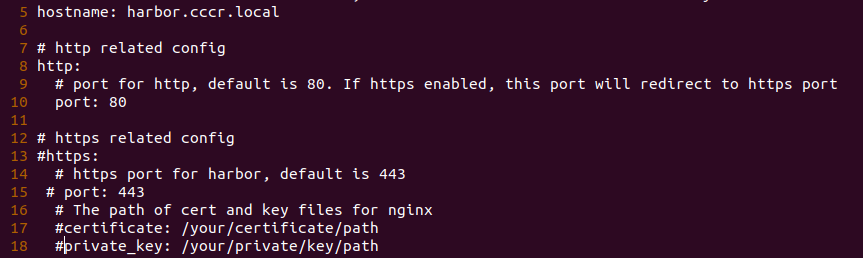 5 hostname: harbor.cccr.local
6
7 # http related config
8 http:
9   # port for http, default is 80. If https enabled, this port will redirect to https port
10   port: 80
11
12 # https related config
13 #https:
14   # https port for harbor, default is 443
15  # port: 443
16   # The path of cert and key files for nginx
17   #certificate: /your/certificate/path
18   #private_key: /your/private/key/path